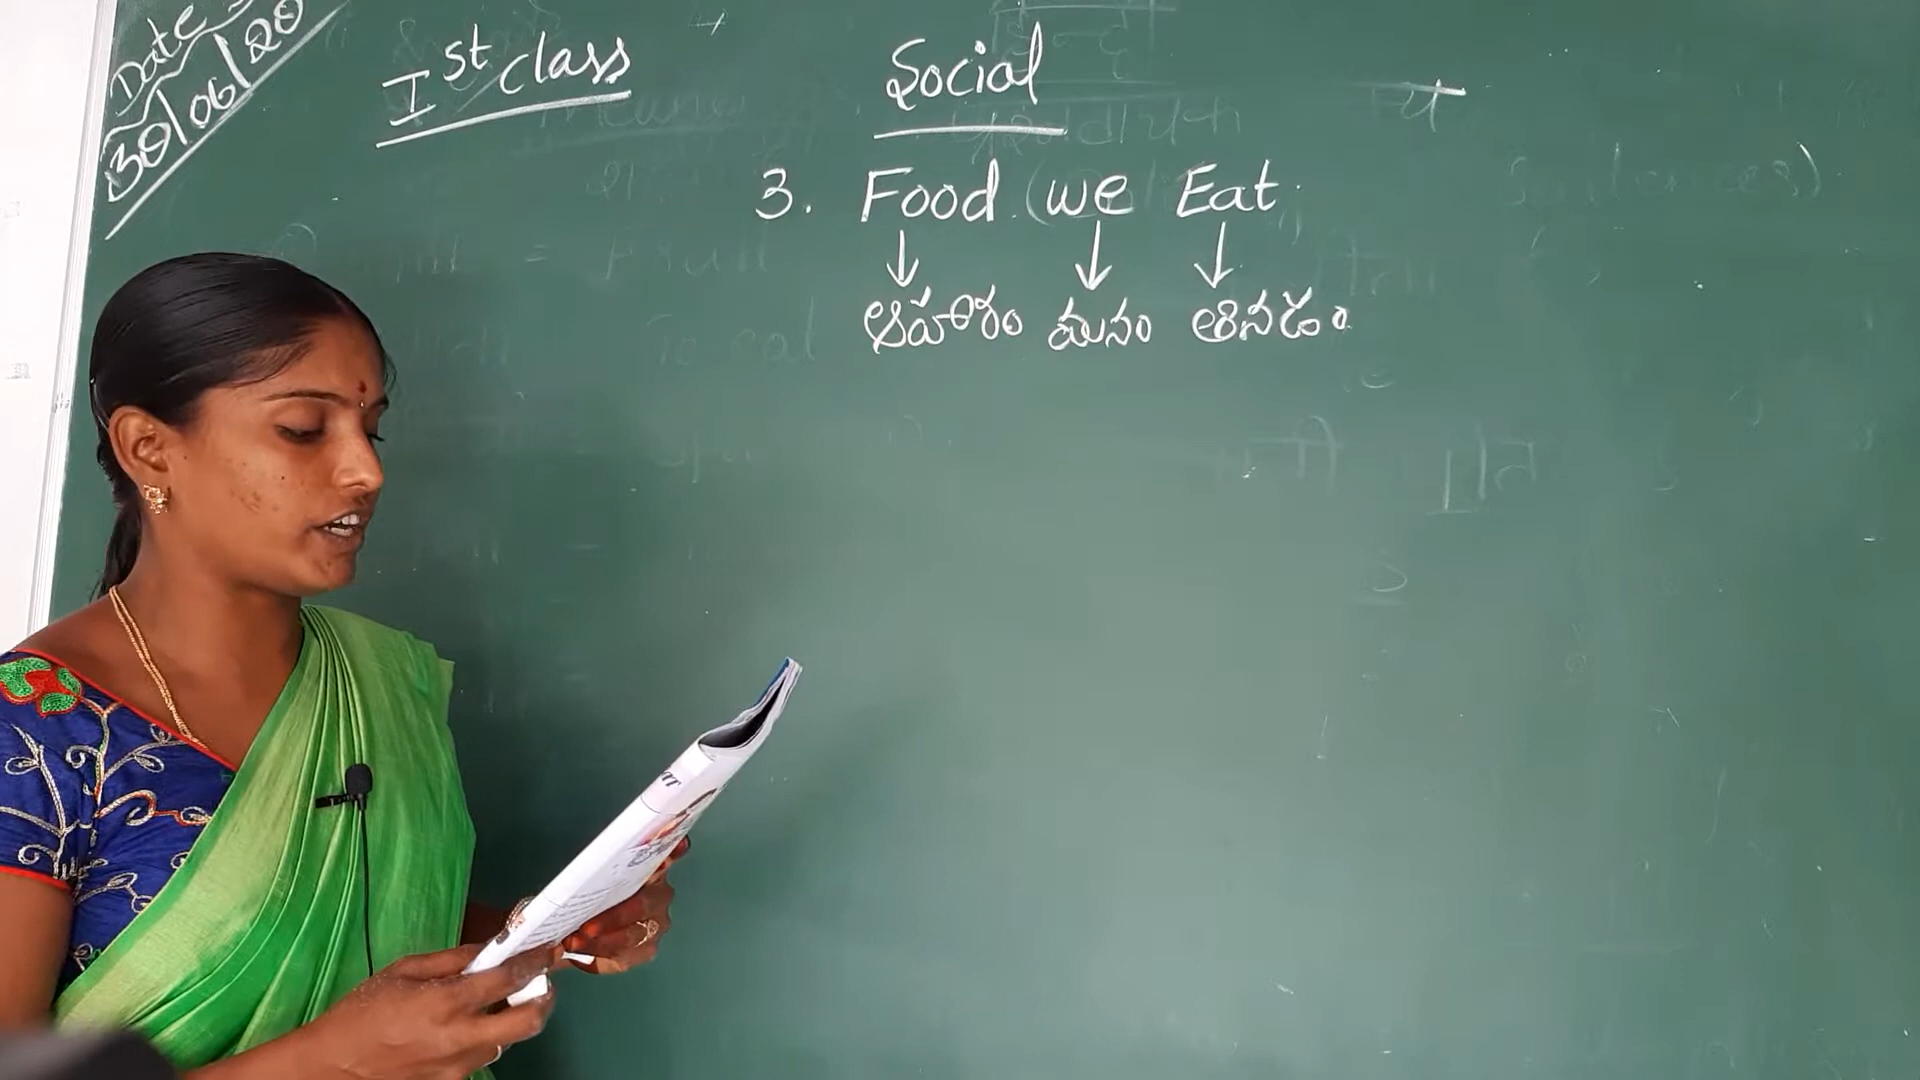 Date :-
30/06/20
Ist class
Social
3. Food we Eat
ఆహారం మనం తినడం